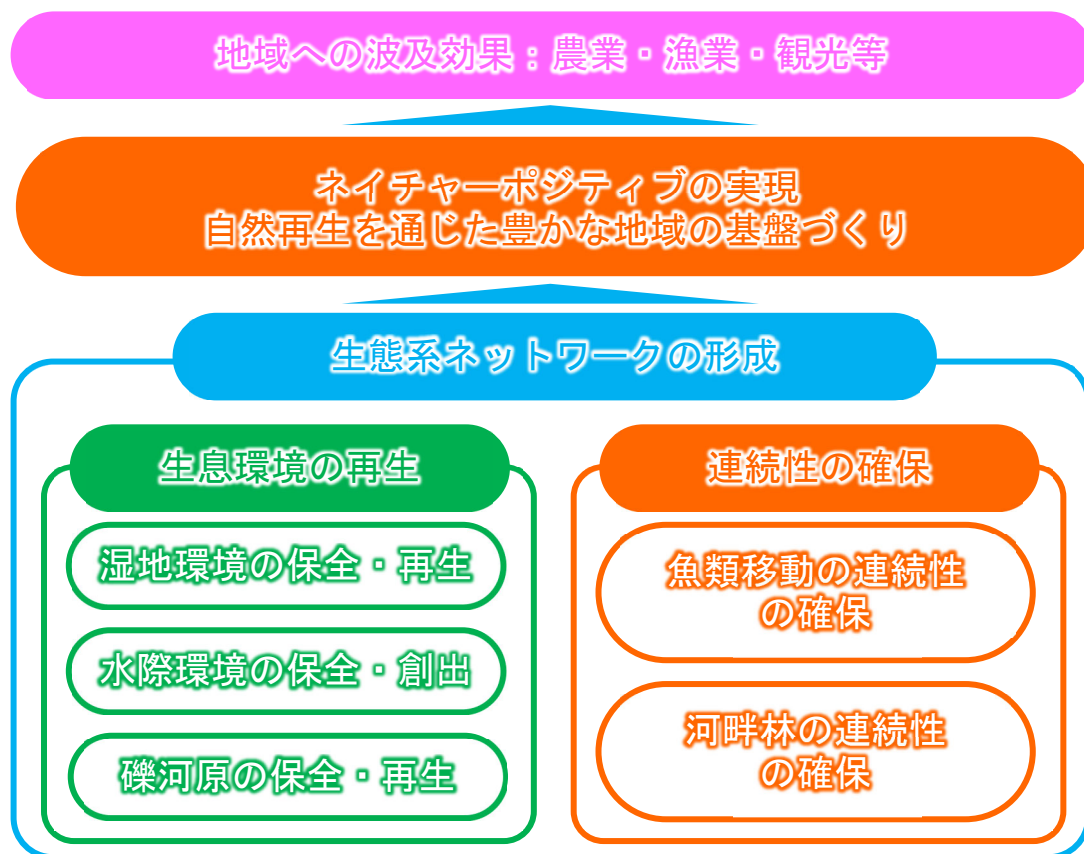 地域への波及効果：農業・漁業・観光等
ネイチャーポジティブの実現
自然再生を通じた豊かな地域の基盤づくり
生態系ネットワークの形成
生息環境の再生
湿地環境の保全・再生
水際環境の保全・創出
礫河原の保全・再生
連続性の確保
魚類移動の連続性
の確保
河畔林の連続性
の確保